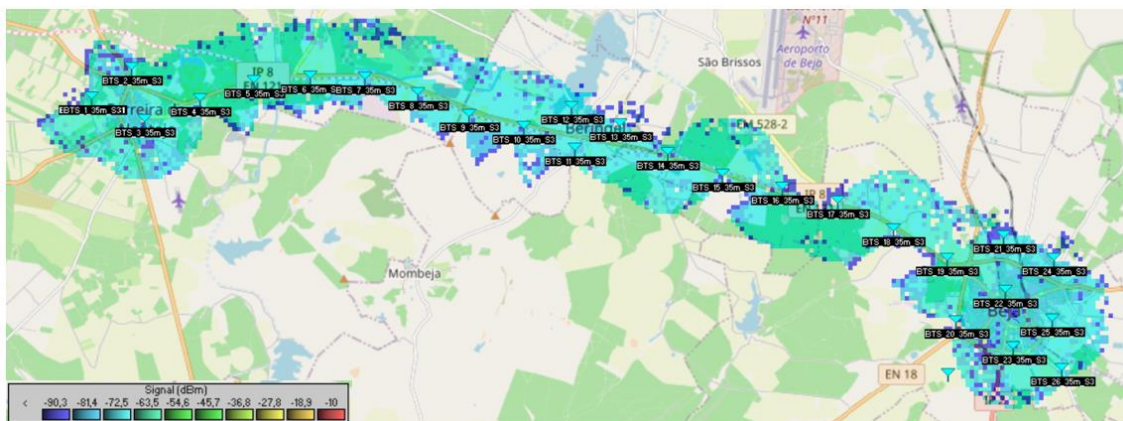 Nº11
Aeroporto
de Beja
São Brissos
IP 8
EN 121
BTS_2_35m_S3
BTS_1_35m_S3
BTS_3_35m_S3
BTS_4_35m_S3
BTS_5_35m_S3
BTS_6_35m_S
BTS_7_35m_S3
BTS_8_35m_S3
BTS_9_35m_S3
BTS_10_35m_S3
BTS_11_35m_S3
BTS_12_35m_S3
BTS_13_35m_S3
EM 528-2
BTS_14_35m_S3
BTS_15_35m_S3
IP 8
BTS_16_35m_S3
BTS_17_35m_S3
BTS_18_35m_S3
BTS_19_35m_S3
BTS_21_35m_S3
BTS_24_35m_S3
BTS_22_35m_S3
Beja
BTS_20_35m_S3
BTS_25_35m_S3
BTS_23_35m_S3
BTS_26_35m_S3
Mombeja
EN 18
Signal (dBm)
< -90,3 -81,4 -72,5 -63,5 -54,6 -45,7 -36,8 -27,8 -18,9 -10